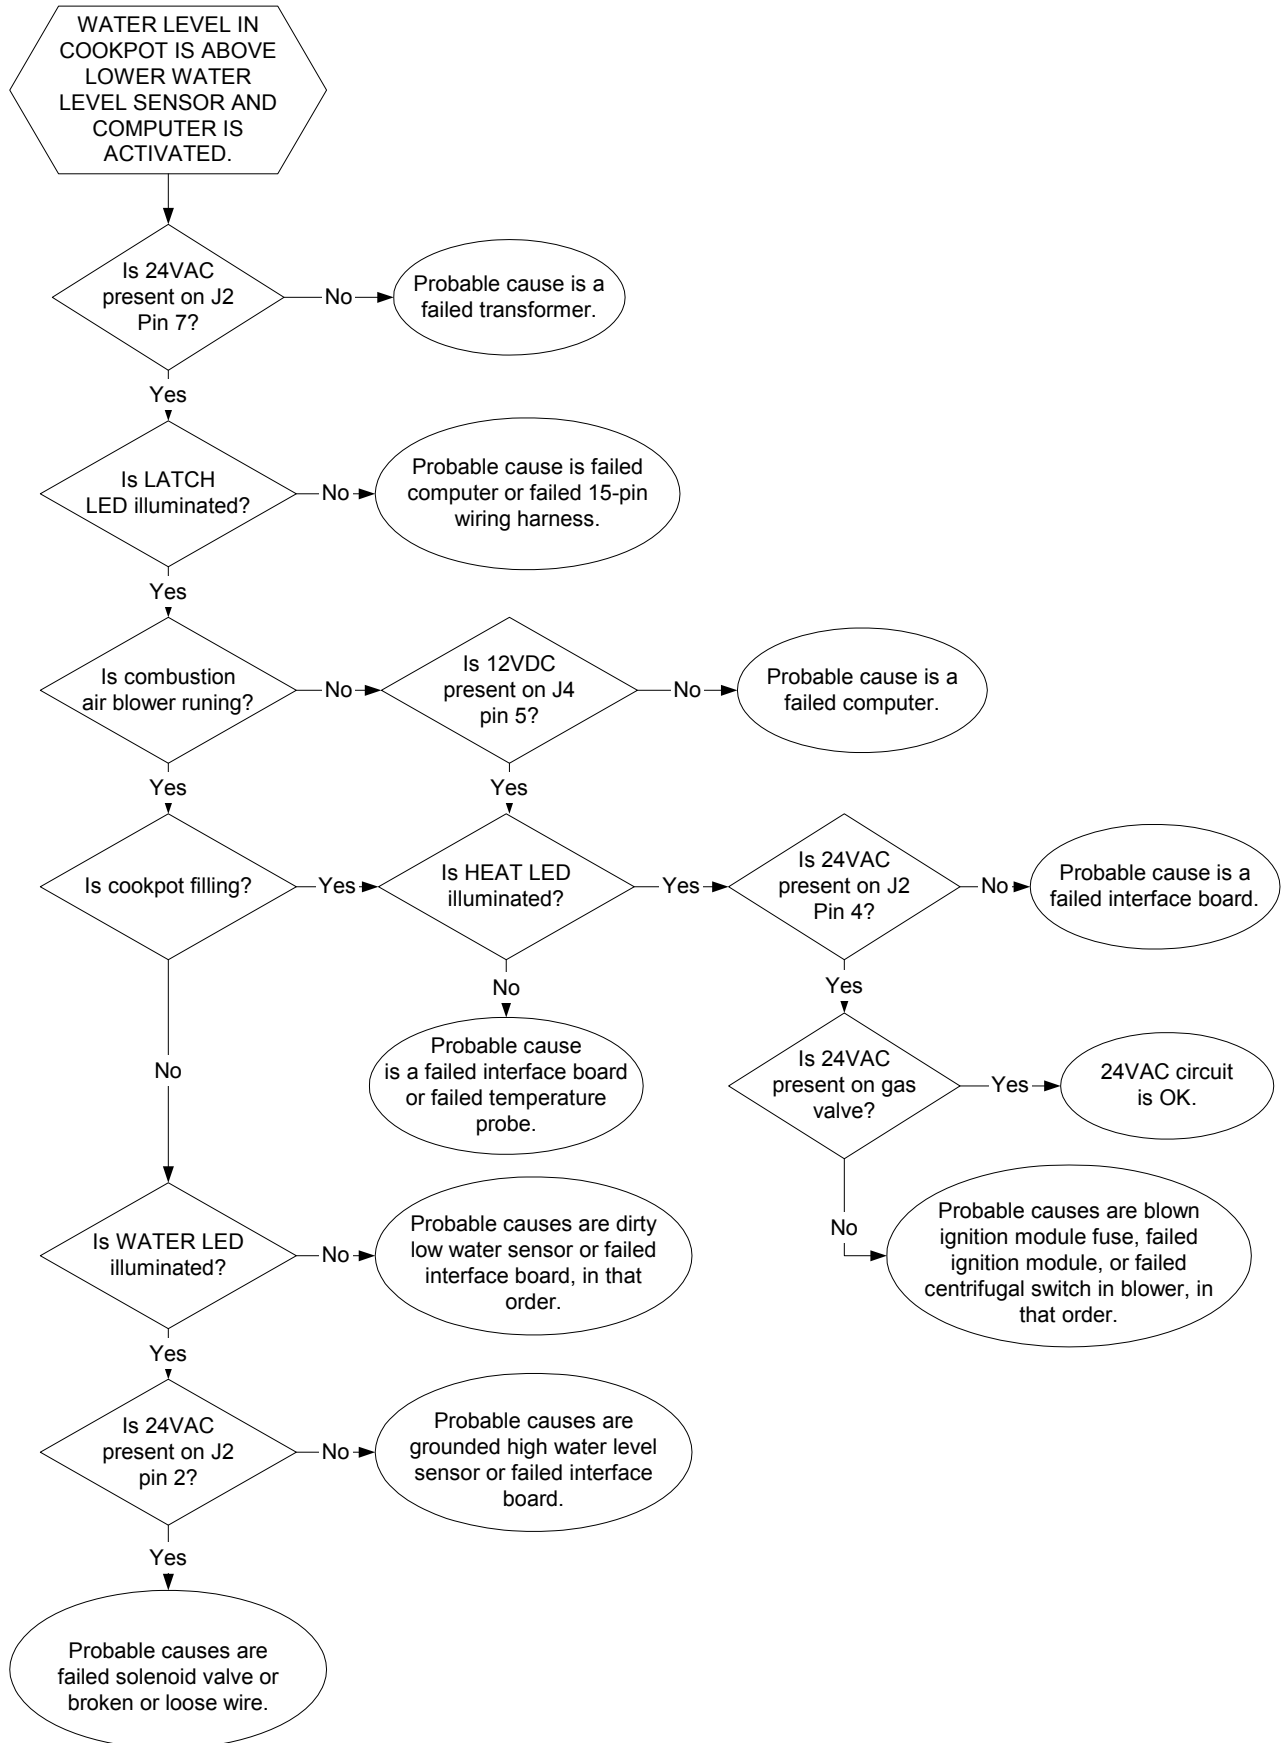 WATER LEVEL IN
COOKPOT IS ABOVE
LOWER WATER
LEVEL SENSOR AND
COMPUTER IS
ACTIVATED.
Is 24VAC
present on J2
Pin 7?
No
Probable cause is a
failed transformer.
Yes
Is LATCH
LED illuminated?
No
Probable cause is failed
computer or failed 15-pin
wiring harness.
Yes
Is combustion
air blower runing?
No
Is 12VDC
present on J4
pin 5?
No
Probable cause is a
failed computer.
Yes
Yes
Is cookpot filling?
Yes
Is HEAT LED
illuminated?
Yes
Is 24VAC
present on J2
Pin 4?
No
Probable cause is a
failed interface board.
No
Yes
Probable cause
is a failed interface board
or failed temperature
probe.
Is 24VAC
present on gas
valve?
Yes
24VAC circuit
is OK.
No
No
Probable causes are blown
ignition module fuse, failed
ignition module, or failed
centrifugal switch in blower, in
that order.
Is WATER LED
illuminated?
No
Probable causes are dirty
low water sensor or failed
interface board, in that
order.
Yes
Is 24VAC
present on J2
pin 2?
No
Probable causes are
grounded high water level
sensor or failed interface
board.
Yes
Probable causes are
failed solenoid valve or
broken or loose wire.